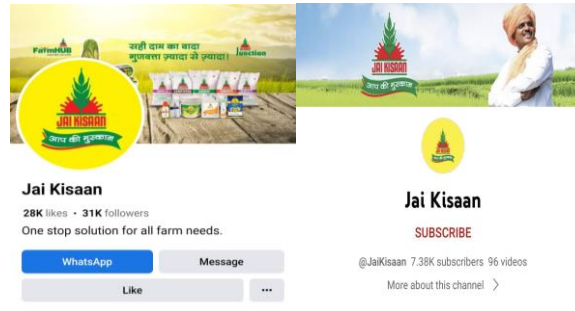 FarmHUB
सही दाम का वादा
गुणवत्ता ज़्यादा से ज़्यादा!
Junction
JAI KISAAN
आप की मुस्कान
Jai Kisaan
28K likes • 31K followers
One stop solution for all farm needs.
WhatsApp
Message
Like
...
JAI KISAAN
आप की मुस्कान
JAI KISAAN
Jai Kisaan
SUBSCRIBE
@JaiKisaan 7.38K subscribers 96 videos
More about this channel >